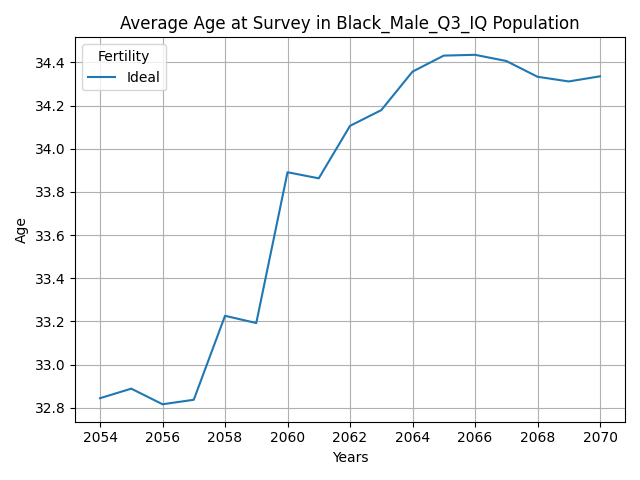 Average Age at Survey in Black_Male_Q3_IQ Population
Fertility
Ideal
34.4
34.2
34.0
33.8
33.6
33.4
33.2
33.0
32.8
Age
2054 2056 2058 2060 2062 2064 2066 2068 2070
Years